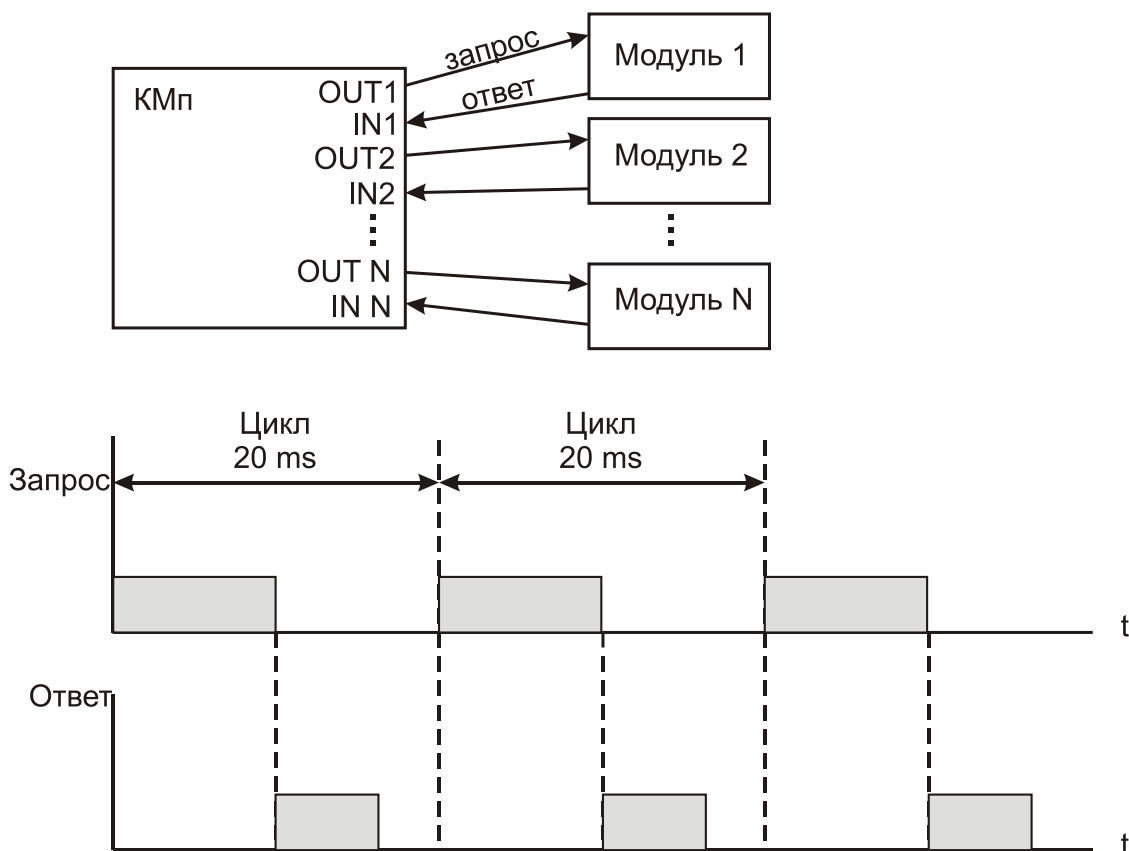 запрос
Модуль 1
КМп
OUT1
ответ
IN1
OUT2
Модуль 2
IN2
OUT N
Модуль N
IN N
Цикл
20 ms
Цикл
20 ms
Запрос
t
Ответ
t